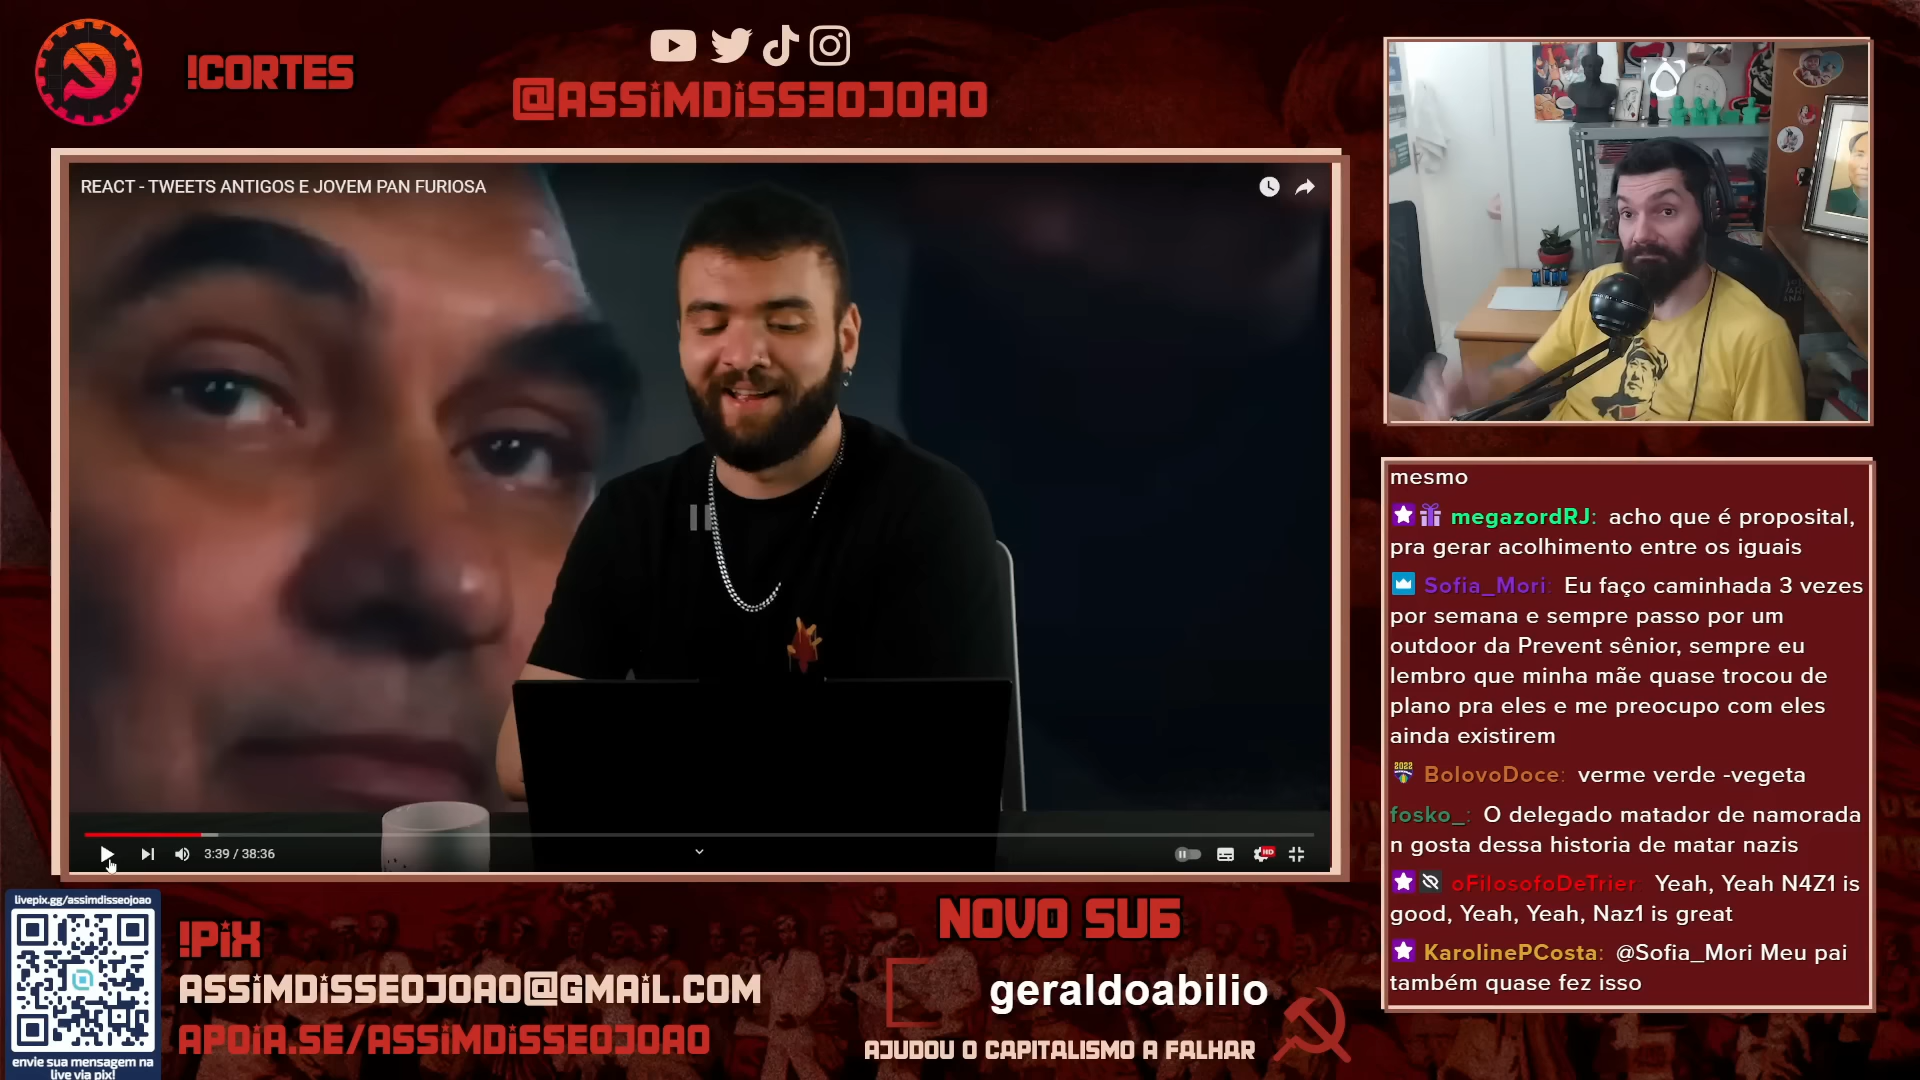 !CORTES
@ASSIMDISSEOJOAO
REACT - TWEETS ANTIGOS E JOVEM PAN FURIOSA
3:39 / 38:36
HD
mesmo
megazordRJ: acho que é proposital,
pra gerar acolhimento entre os iguais
Sofia_Mori: Eu faço caminhada 3 vezes
por semana e sempre passo por um
outdoor da Prevent sênior, sempre eu
lembro que minha mãe quase trocou de
plano pra eles e me preocupo com eles
ainda existirem
2022
BolovoDoce: verme verde -vegeta
fosko_: O delegado matador de namorada
n gosta dessa historia de matar nazis
oFilosofoDeTrier: Yeah, Yeah N4Z1 is
good, Yeah, Yeah, Naz1 is great
KarolinePCosta: @Sofia_Mori Meu pai
também quase fez isso
livepix.gg/assimdisseojoao
envie sua mensagem na
live via pix!
!PIX
ASSIMDISSEOJOAO@GMAIL.COM
APOIA.SE/ASSIMDISSEOJOAO
NOVO SUB
geraldoabilio
AJUDOU O CAPITALISMO A FALHAR